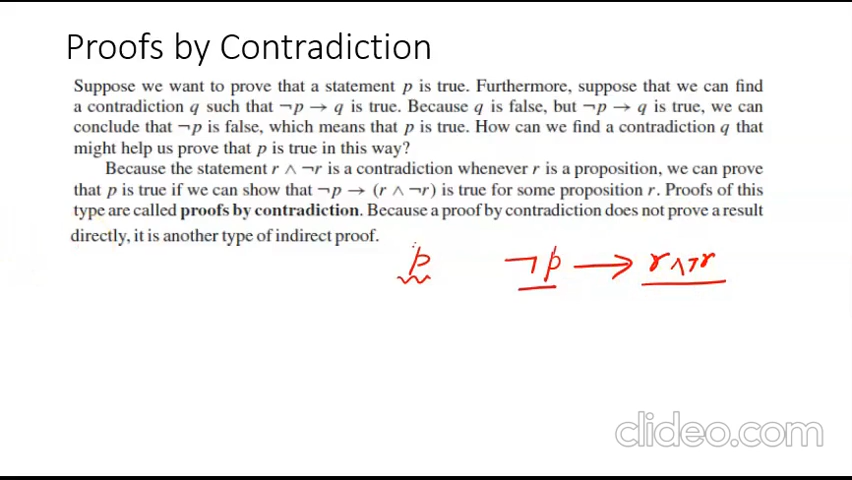 Proofs by Contradiction
Suppose we want to prove that a statement p is true. Furthermore, suppose that we can find
a contradiction q such that ¬p → q is true. Because q is false, but ¬p → q is true, we can
conclude that ¬p is false, which means that p is true. How can we find a contradiction q that
might help us prove that p is true in this way?
Because the statement r ∧ ¬r is a contradiction whenever r is a proposition, we can prove
that p is true if we can show that ¬p → (r ∧ ¬r) is true for some proposition r. Proofs of this
type are called proofs by contradiction. Because a proof by contradiction does not prove a result
directly, it is another type of indirect proof.
p ¬p → r∧¬r
clideo.com